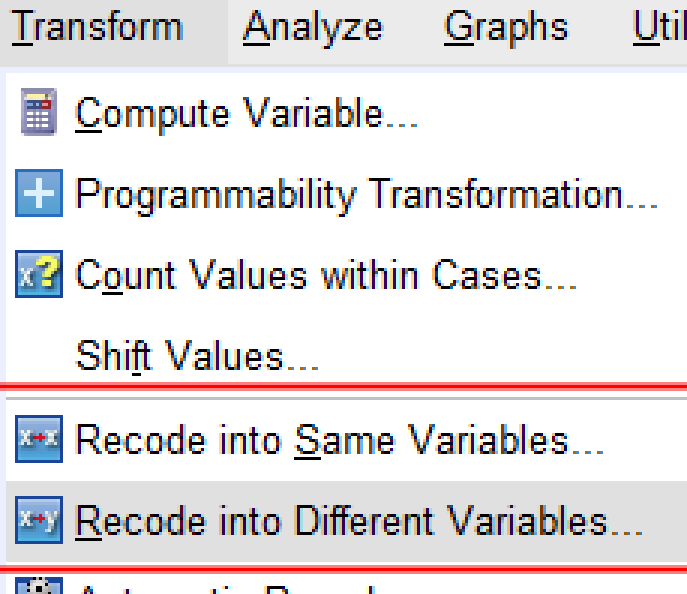 Transform Analyze Graphs Util
Compute Variable...
Programmability Transformation...
x? Count Values within Cases...
Shift Values...
x→x Recode into Same Variables...
x→y Recode into Different Variables...